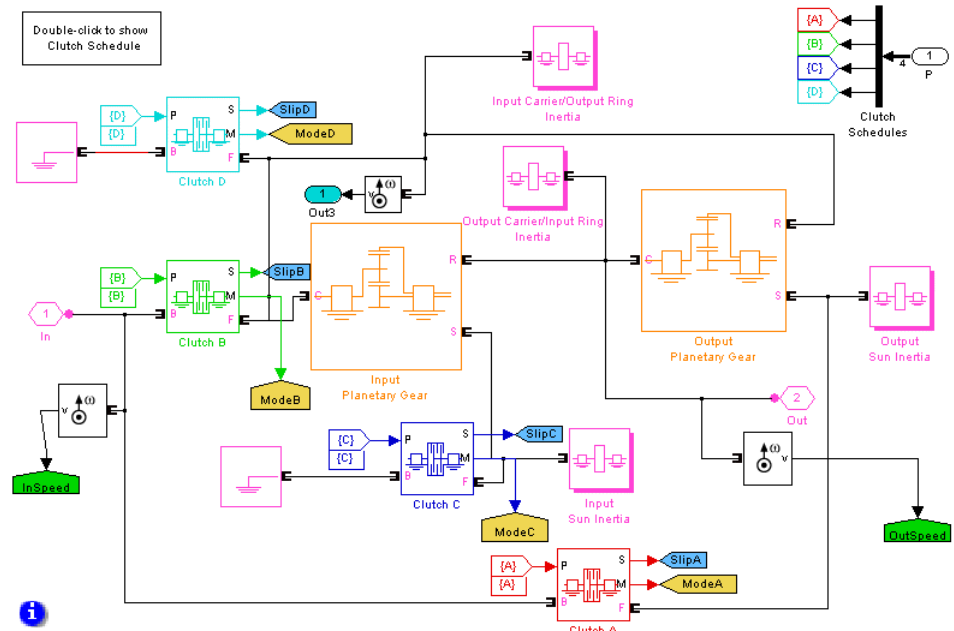 Double-click to show
Clutch Schedule
{A}
{B}
{C}
{D}
4
1
P
Clutch
Schedules
Input Carrier/Output Ring
Inertia
{D}
{D}
P
S
M
B
F
SlipD
ModeD
Clutch D
1
Out3
v
ω
Output Carrier/Input Ring
Inertia
R
C
S
Output
Planetary Gear
Output
Sun Inertia
{B}
{B}
P
S
M
B
F
SlipB
Clutch B
ModeB
1
In
C
R
S
Input
Planetary Gear
v
ω
InSpeed
{C}
{C}
P
S
M
B
F
SlipC
Clutch C
ModeC
Input
Sun Inertia
2
Out
ω
v
OutSpeed
{A}
{A}
P
S
M
B
F
SlipA
ModeA
Clutch A
i